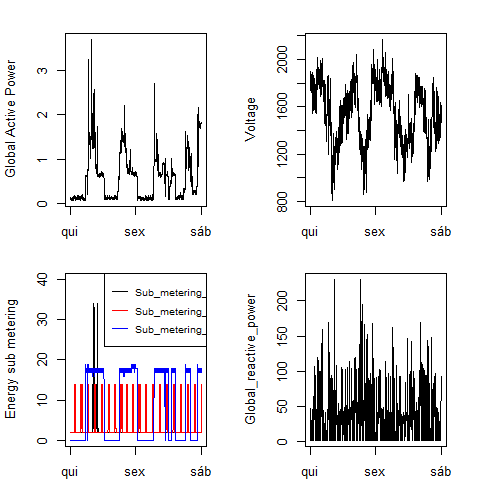 Global Active Power
0 1 2 3
qui sex sáb
Voltage
800 1200 1600 2000
qui sex sáb
Energy sub metering
0 10 20 30 40
Sub_metering_
Sub_metering_
Sub_metering_
qui sex sáb
Global_reactive_power
0 50 100 150 200
qui sex sáb